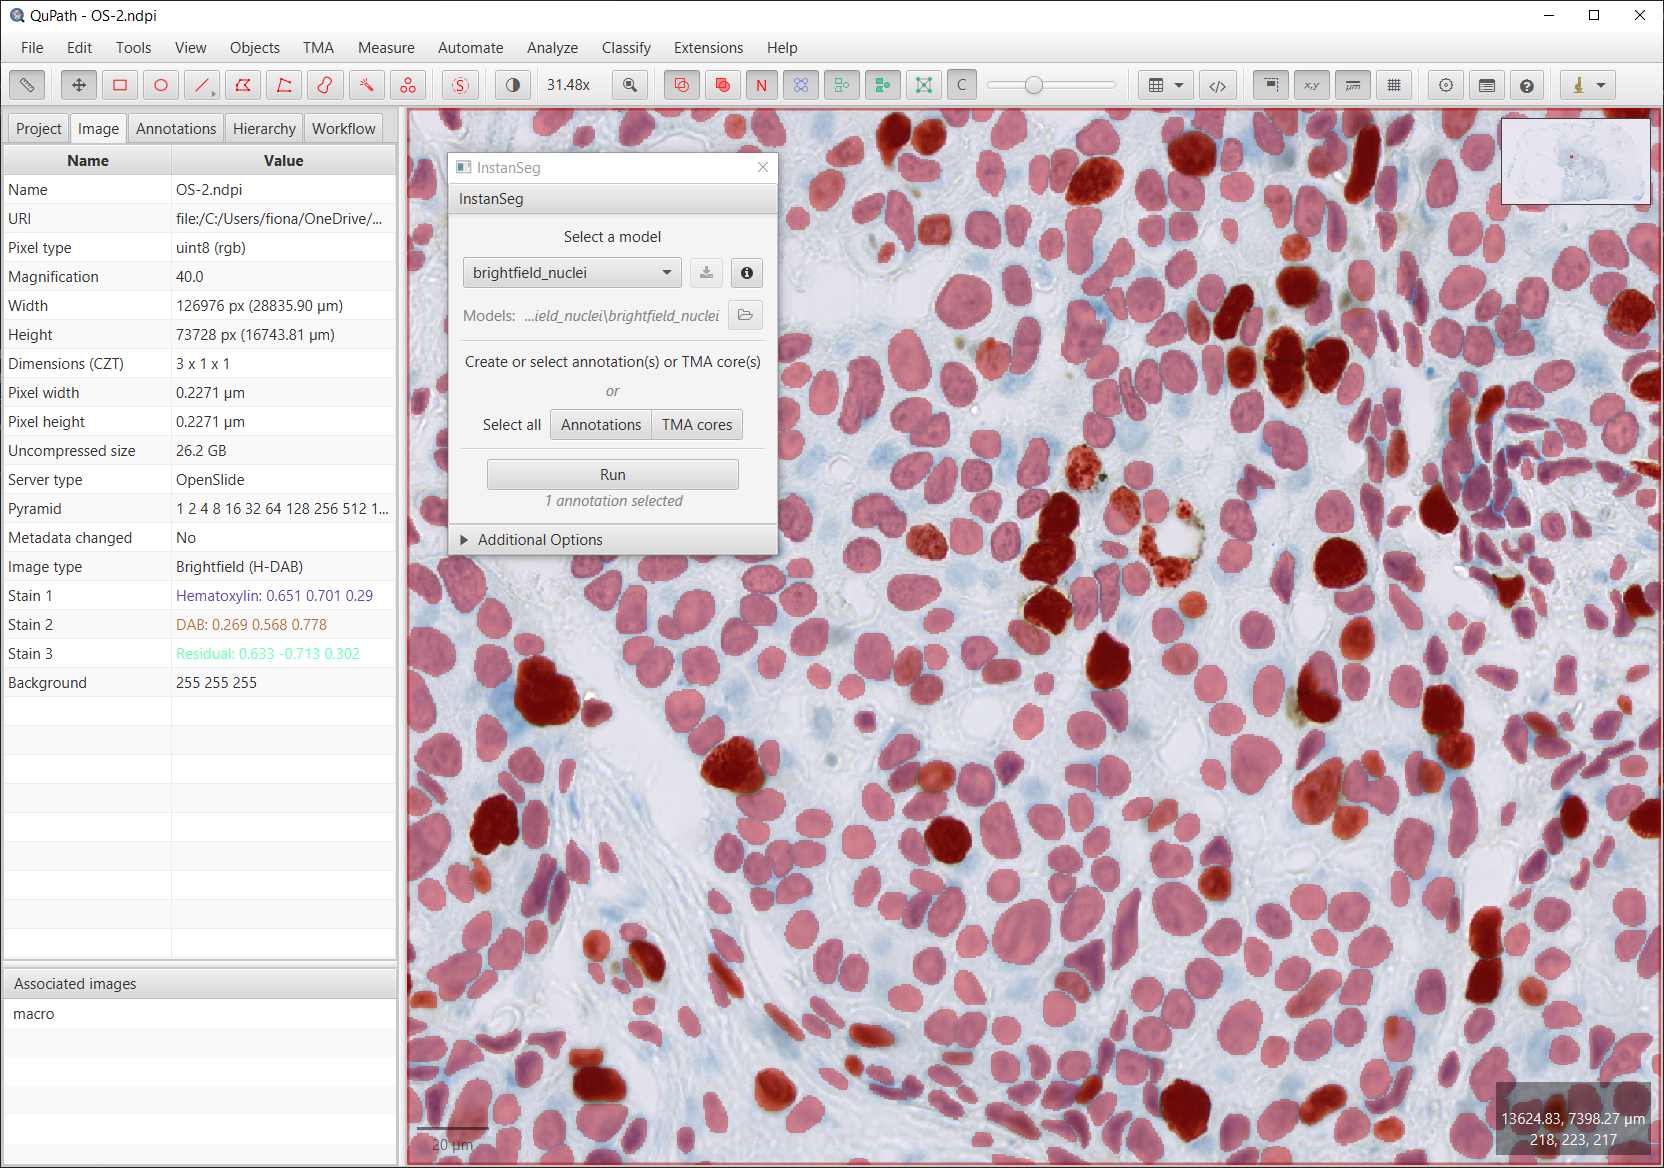 QuPath - OS-2.ndpi
File Edit Tools View Objects TMA Measure Automate Analyze Classify Extensions Help
S 31.48x N C </> x,y µm ?
Project Image Annotations Hierarchy Workflow
Name Value
Name OS-2.ndpi
URI file:/C:/Users/fiona/OneDrive/...
Pixel type uint8 (rgb)
Magnification 40.0
Width 126976 px (28835.90 µm)
Height 73728 px (16743.81 µm)
Dimensions (CZT) 3 x 1 x 1
Pixel width 0.2271 µm
Pixel height 0.2271 µm
Uncompressed size 26.2 GB
Server type OpenSlide
Pyramid 1 2 4 8 16 32 64 128 256 512 1...
Metadata changed No
Image type Brightfield (H-DAB)
Stain 1 Hematoxylin: 0.651 0.701 0.29
Stain 2 DAB: 0.269 0.568 0.778
Stain 3 Residual: 0.633 -0.713 0.302
Background 255 255 255
Associated images
macro
InstanSeg
InstanSeg
Select a model
brightfield_nuclei
Models: ...ield_nuclei\brightfield_nuclei
Create or select annotation(s) or TMA core(s)
or
Select all Annotations TMA cores
Run
1 annotation selected
Additional Options
20 µm
13624.83, 7398.27 µm
218, 223, 217